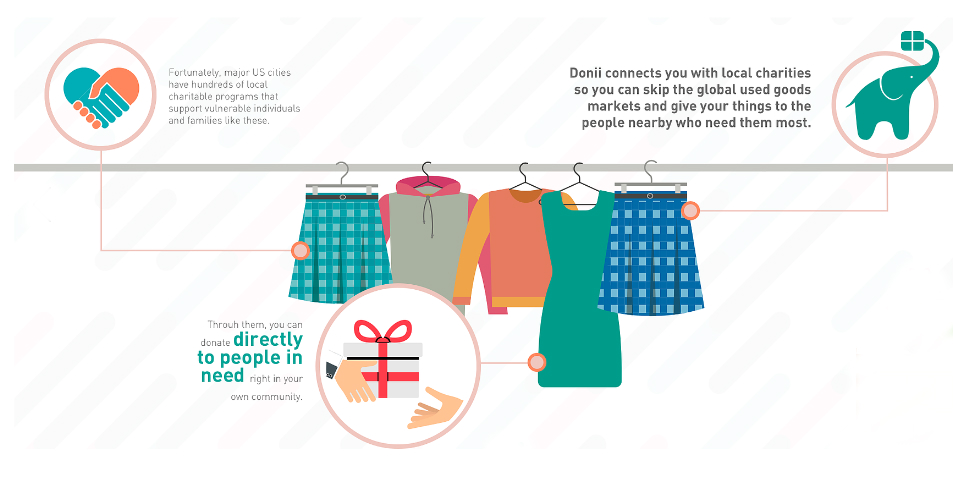 Fortunately, major US cities
have hundreds of local
charitable programs that
support vulnerable individuals
and families like these.
Donii connects you with local charities
so you can skip the global used goods
markets and give your things to the
people nearby who need them most.
Throuh them, you can
donate directly
to people in
need right in your
own community.